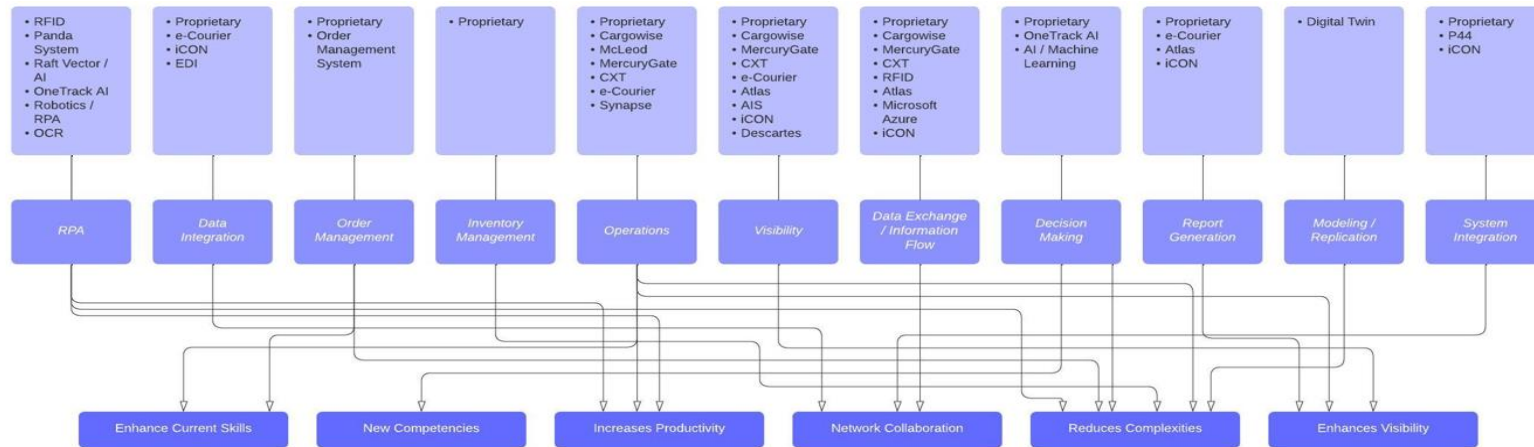 • RFID
• Panda
System
• Raft Vector /
AI
• OneTrack AI
• Robotics /
RPA
• OCR
• Proprietary
• e-Courier
• iCON
• EDI
• Proprietary
• Order
Management
System
• Proprietary
• Proprietary
• Cargowise
• McLeod
• MercuryGate
• CXT
• e-Courier
• Synapse
• Proprietary
• Cargowise
• MercuryGate
• CXT
• e-Courier
• Atlas
• AIS
• iCON
• Descartes
• Proprietary
• Cargowise
• MercuryGate
• CXT
• RFID
• Atlas
• Microsoft
Azure
• iCON
• Proprietary
• OneTrack AI
• AI / Machine
Learning
• Proprietary
• e-Courier
• Atlas
• iCON
• Digital Twin
• Proprietary
• P44
• iCON
RPA
Data
Integration
Order
Management
Inventory
Management
Operations
Visibility
Data Exchange
/ Information
Flow
Decision
Making
Report
Generation
Modeling /
Replication
System
Integration
Enhance Current Skills
New Competencies
Increases Productivity
Network Collaboration
Reduces Complexities
Enhances Visibility